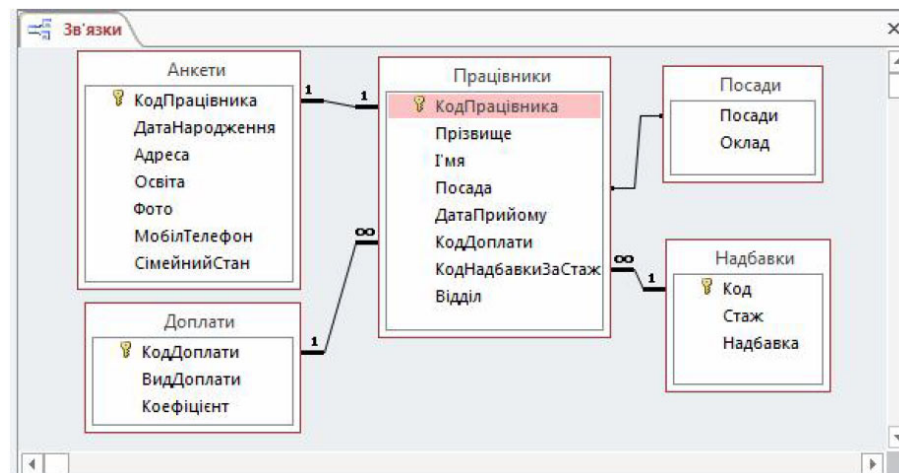 Зв'язки
Анкети
КодПрацівника
ДатаНародження
Адреса
Освіта
Фото
МобілТелефон
СімейнийСтан
1
1
Працівники
КодПрацівника
Прізвище
І'мя
Посада
ДатаПрийому
КодДоплати
КодНадбавкиЗаСтаж
Відділ
Посади
Посади
Оклад
Доплати
КодДоплати
ВидДоплати
Коефіцієнт
1
∞
∞
1
Надбавки
Код
Стаж
Надбавка